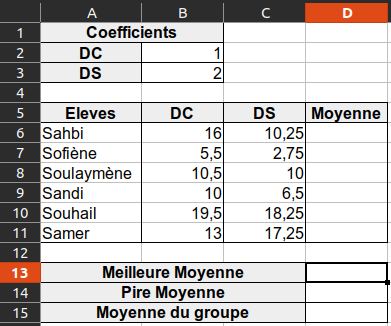 A B C D
1 Coefficients
2 DC 1
3 DS 2
4
5 Eleves DC DS Moyenne
6 Sahbi 16 10,25
7 Sofiène 5,5 2,75
8 Soulaymène 10,5 10
9 Sandi 10 6,5
10 Souhail 19,5 18,25
11 Samer 13 17,25
12
13 Meilleure Moyenne
14 Pire Moyenne
15 Moyenne du groupe